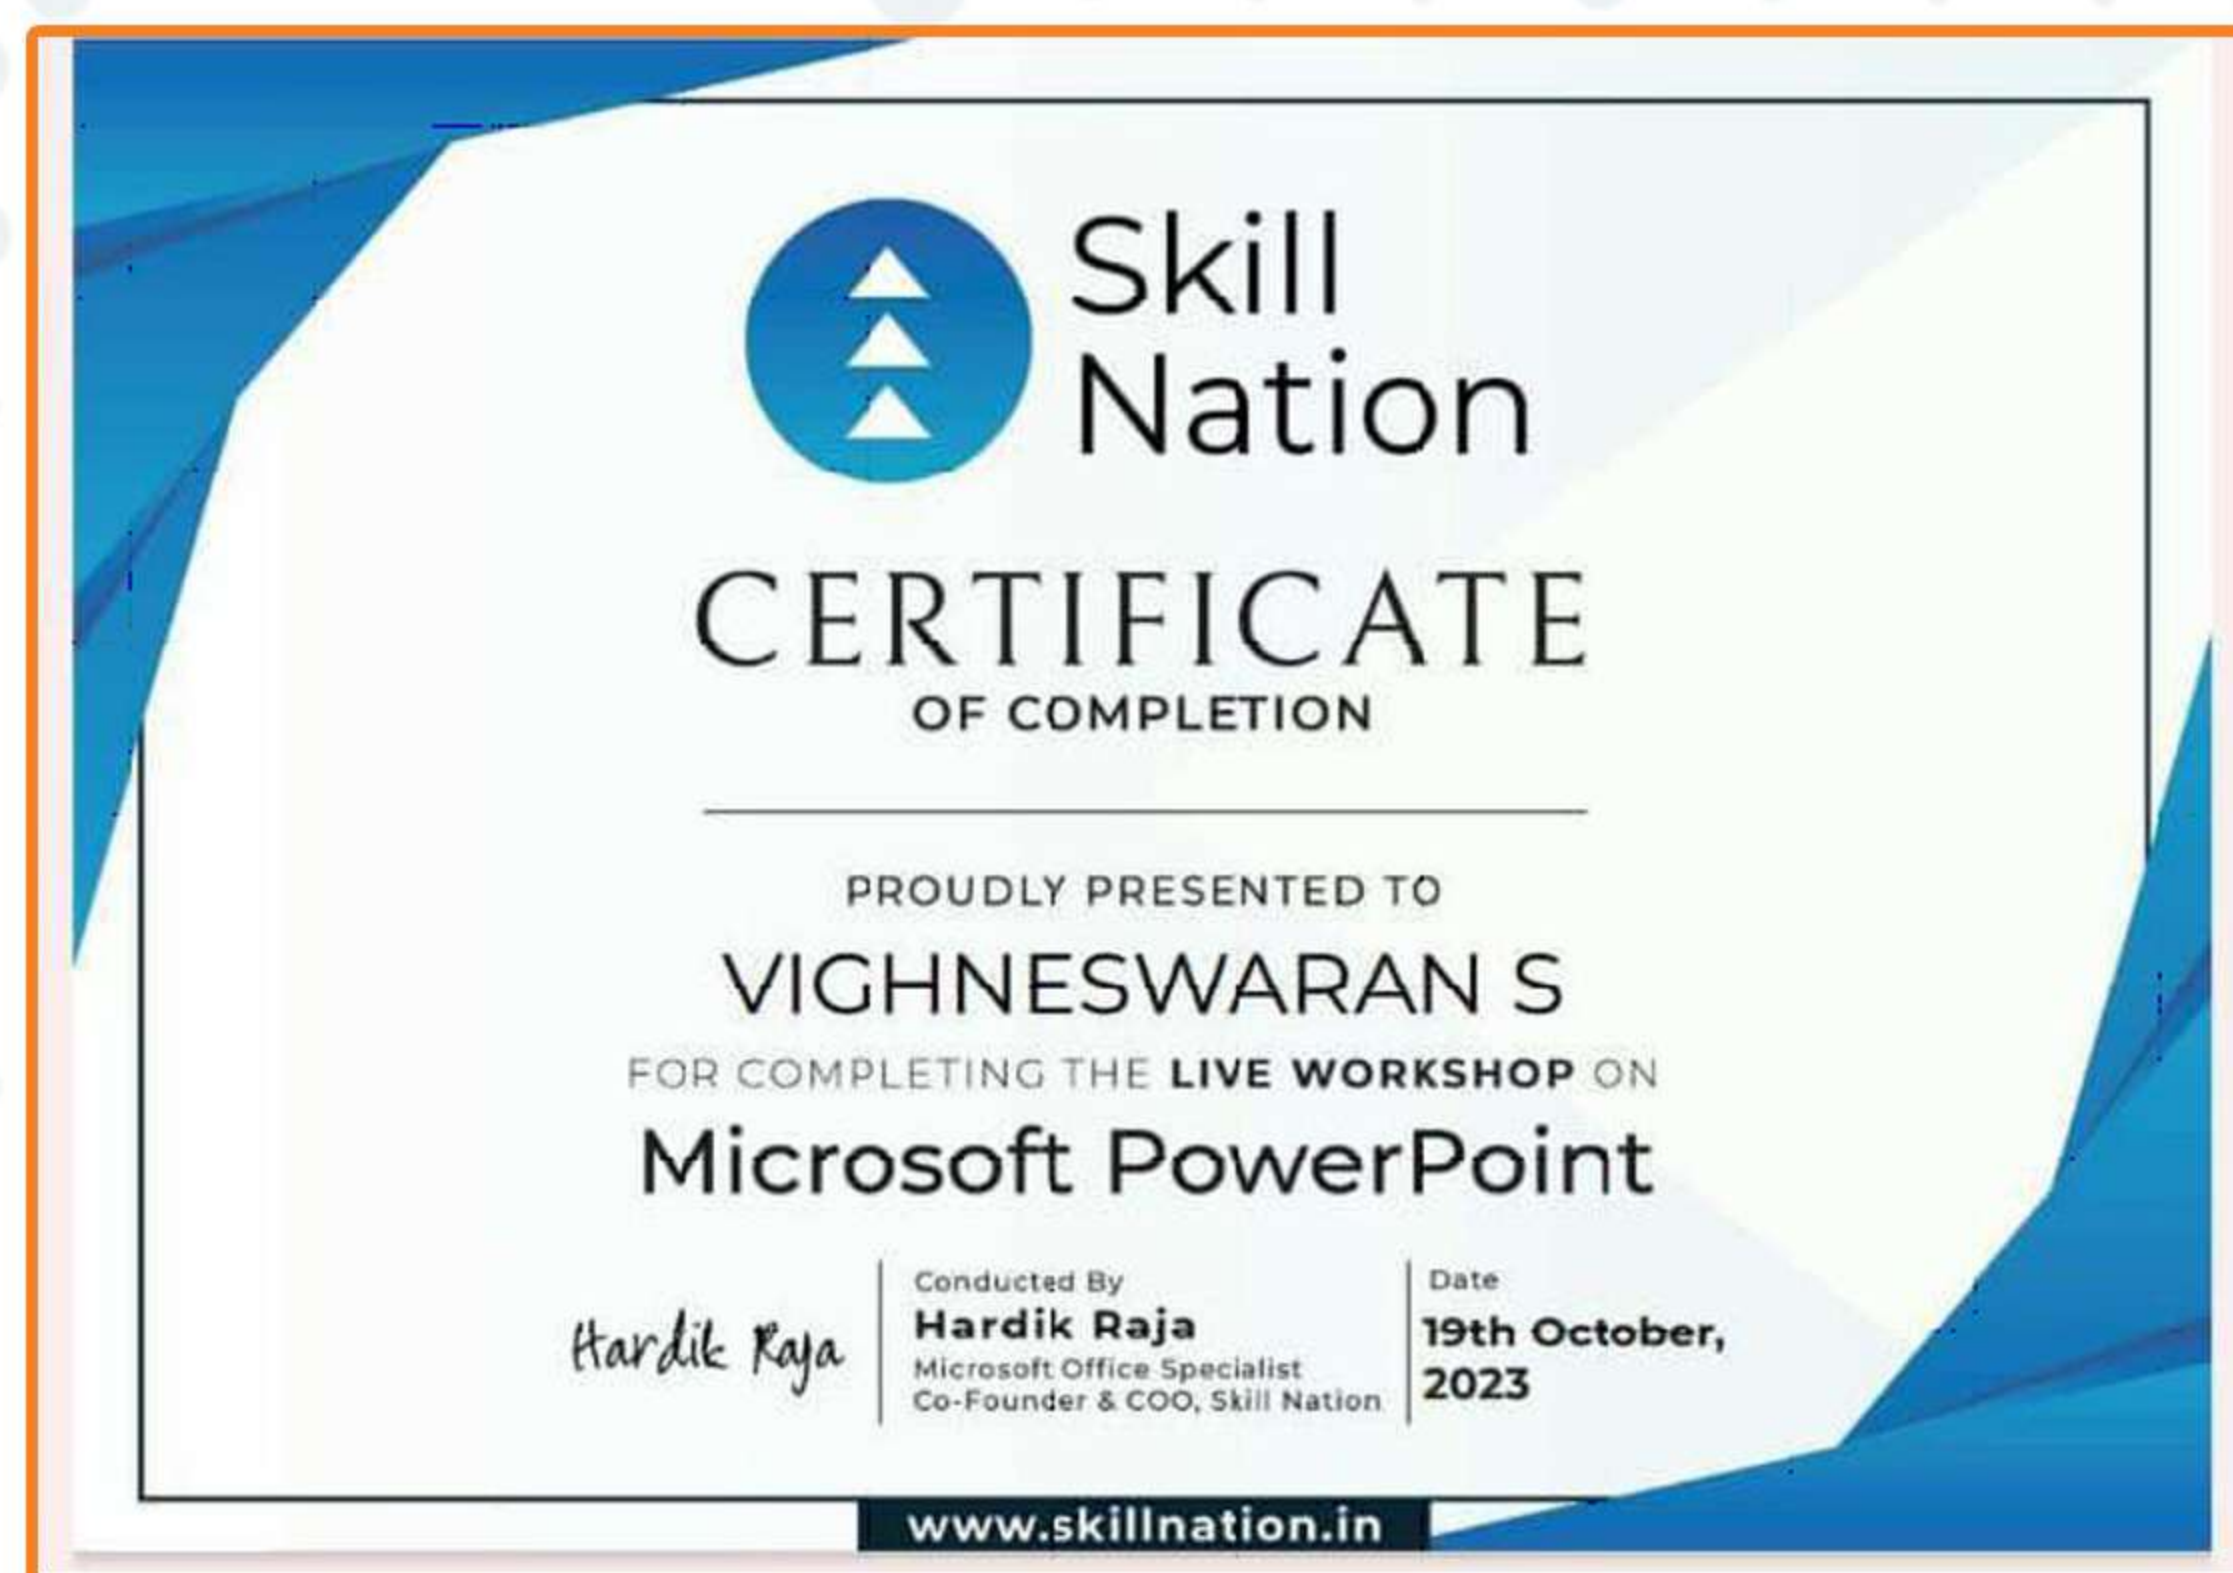 Skill
Nation
CERTIFICATE
OF COMPLETION
PROUDLY PRESENTED TO
VIGHNESWARAN S
FOR COMPLETING THE LIVE WORKSHOP ON
Microsoft PowerPoint
Hardik Raja
Conducted By
Hardik Raja
Microsoft Office Specialist
Co-Founder & COO, Skill Nation
Date
19th October,
2023
www.skillnation.in